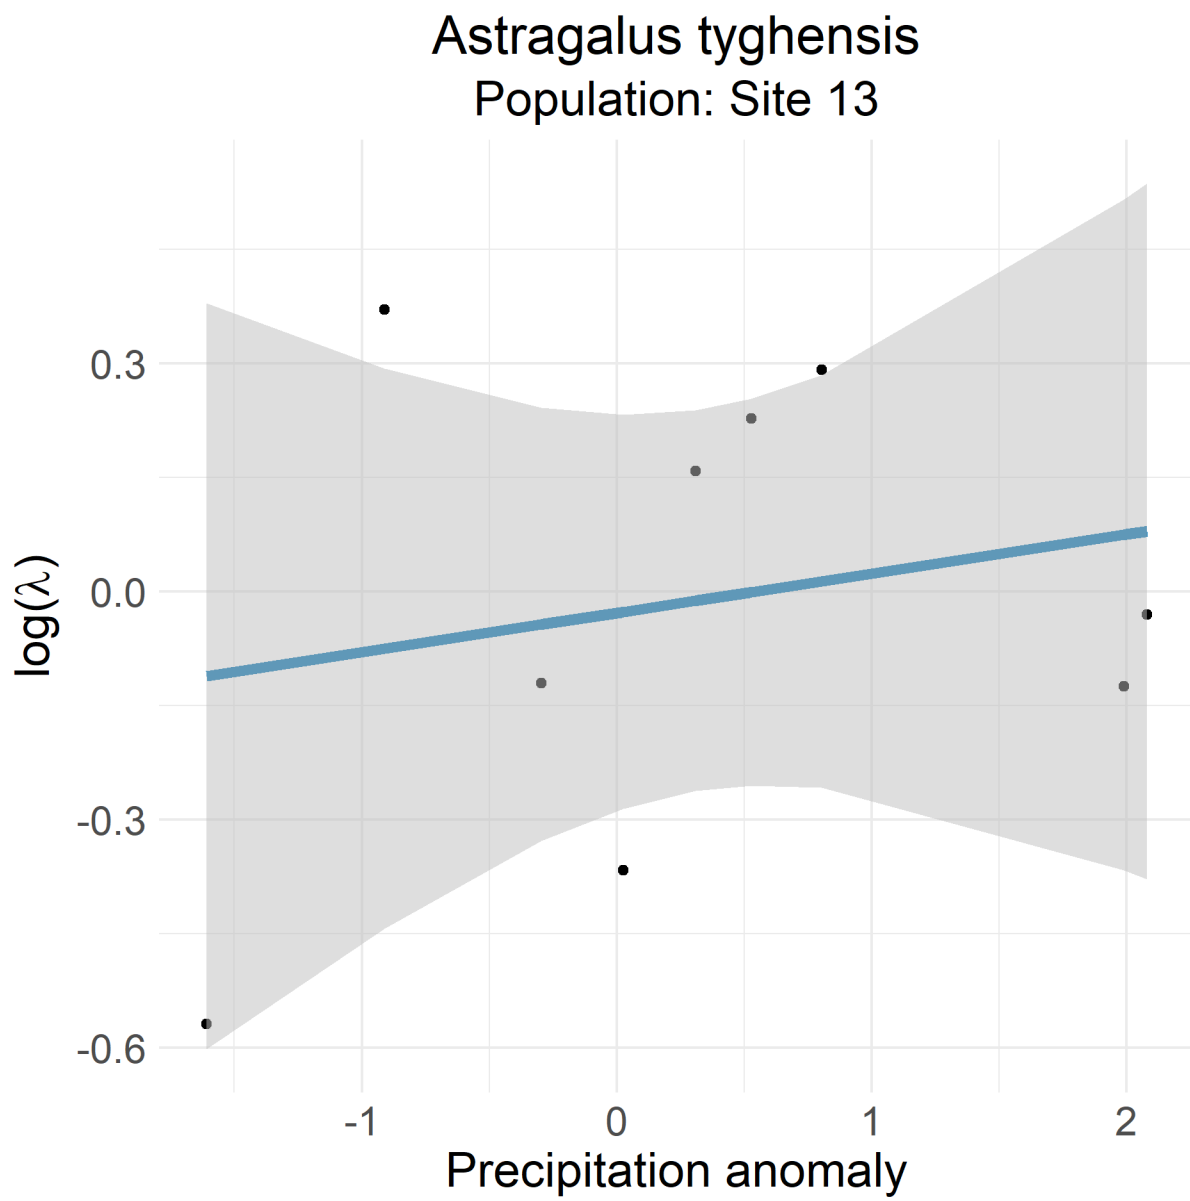 Astragalus tyghensis
Population: Site 13
log(λ)
0.3
0.0
-0.3
-0.6
-1
0
1
2
Precipitation anomaly